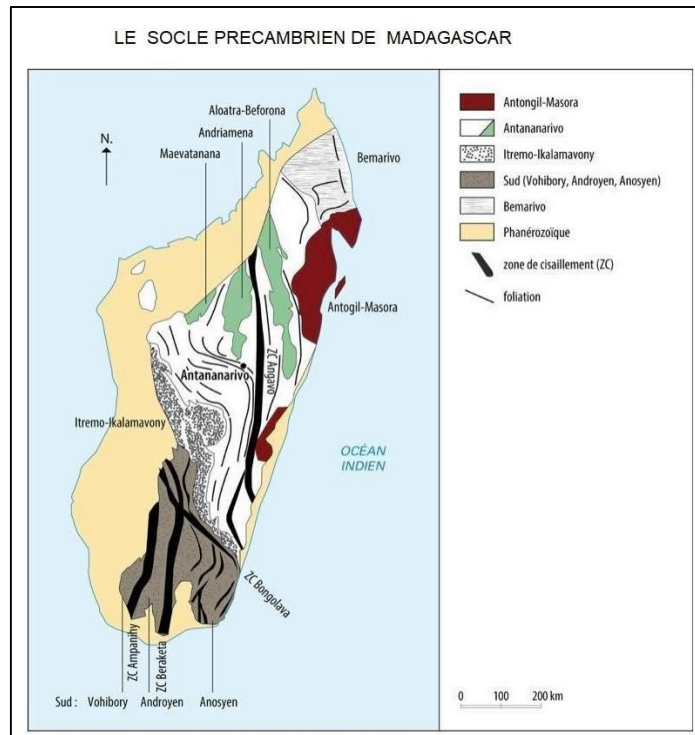 LE SOCLE PRECAMBRIEN DE MADAGASCAR
Aloatra-Beforona
Andriamena
Maevatanana
N.
Bemarivo
Antogil-Masora
ZC Angavo
Antananarivo
Itremo-Ikalamavony
OCÉAN
INDIEN
ZC Bongolava
ZC Ampanihy
ZC Beraketa
Sud : Vohibory Androyen Anosyen
Antongil-Masora
Antananarivo
Itremo-Ikalamavony
Sud (Vohibory, Androyen, Anosyen)
Bemarivo
Phanérozoïque
zone de cisaillement (ZC)
foliation
0 100 200 km